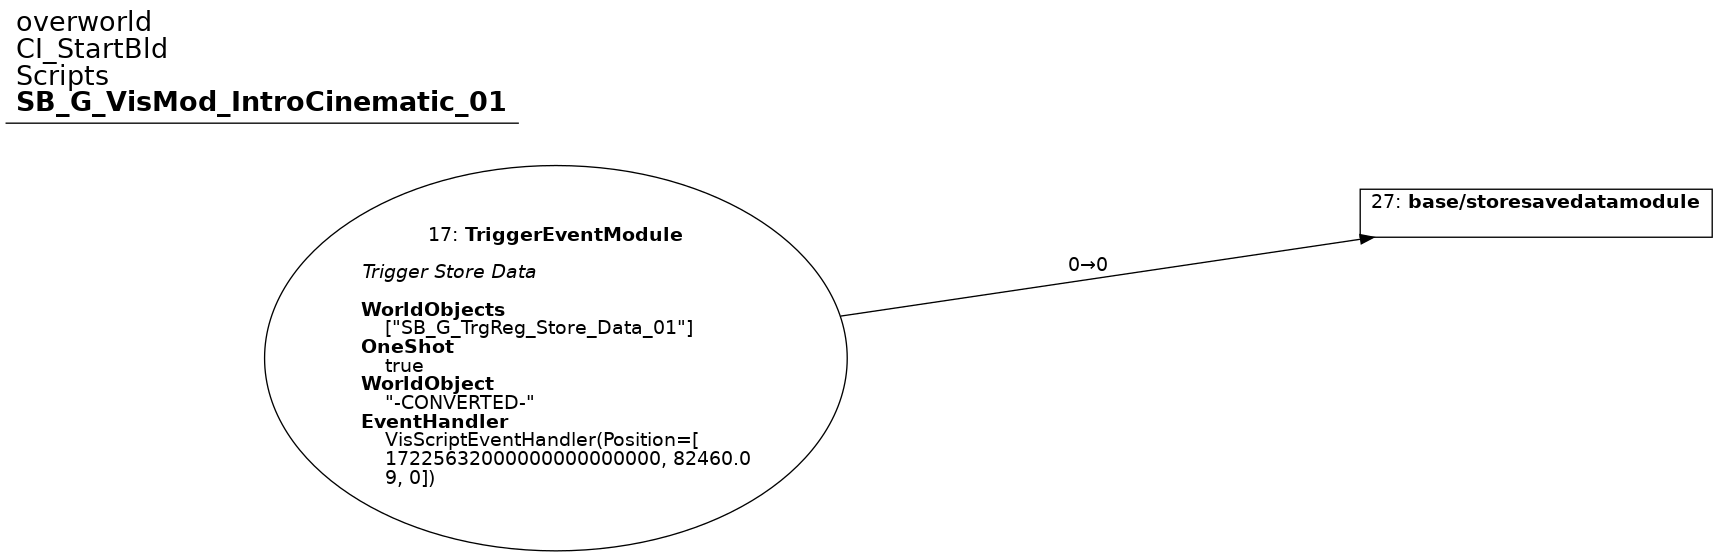 overworld
CI_StartBld
Scripts
SB_G_VisMod_IntroCinematic_01
17: TriggerEventModule
Trigger Store Data
WorldObjects
["SB_G_TrgReg_Store_Data_01"]
OneShot
true
WorldObject
"-CONVERTED-"
EventHandler
VisScriptEventHandler(Position=[
17225632000000000000000, 82460.0
9, 0])
0→0
27: base/storesavedatamodule